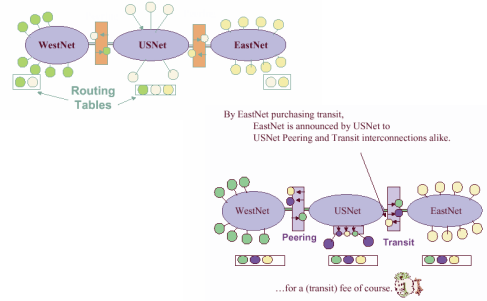 WestNet USNet EastNet
Routing
Tables
By EastNet purchasing transit,
EastNet is announced by USNet to
USNet Peering and Transit interconnections alike.
WestNet USNet EastNet
Peering Transit
…for a (transit) fee of course.